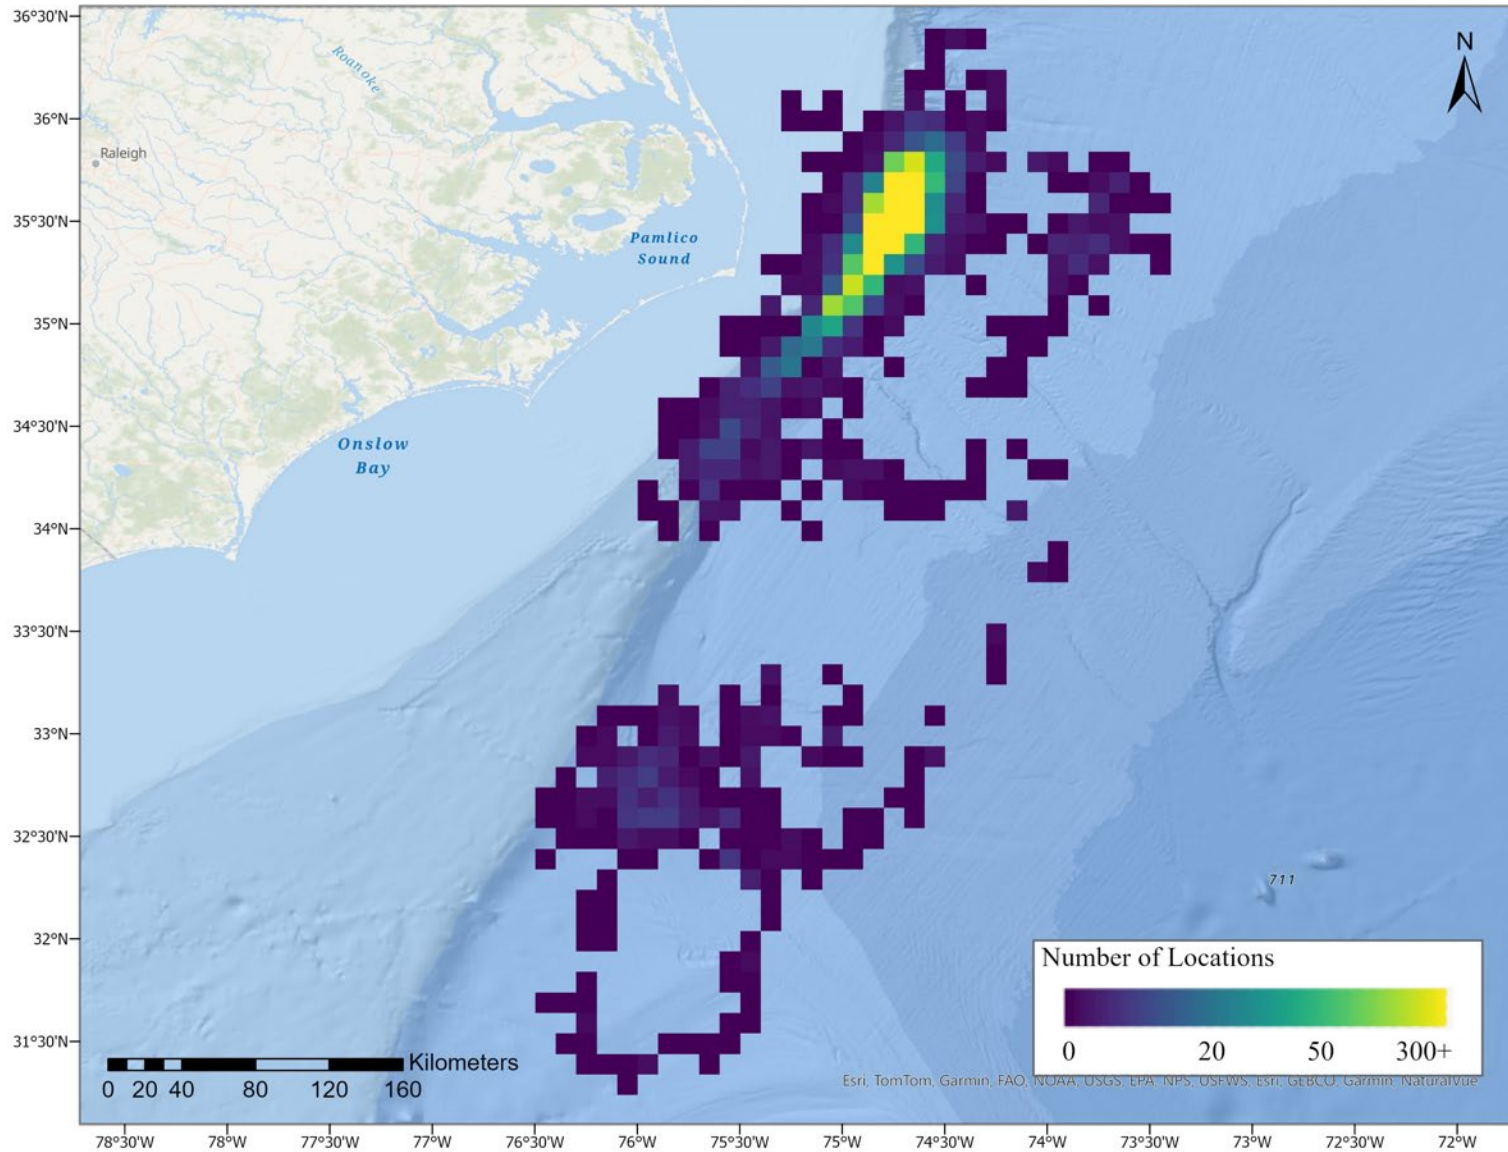 36°30'N
36°N
35°30'N
35°N
34°30'N
34°N
33°30'N
33°N
32°30'N
32°N
31°30'N
Roanoke
Raleigh
N
Pamlico
Sound
Onslow
Bay
711
Number of Locations
0 20 50 300+
Kilometers
0 20 40 80 120 160
Esri, TomTom, Garmin, FAO, NOAA, USGS, EPA, NPS, USFWS, Esri, GEBCO, Garmin, NaturalVue
78°30'W 78°W 77°30'W 77°W 76°30'W 76°W 75°30'W 75°W 74°30'W 74°W 73°30'W 73°W 72°30'W 72°W